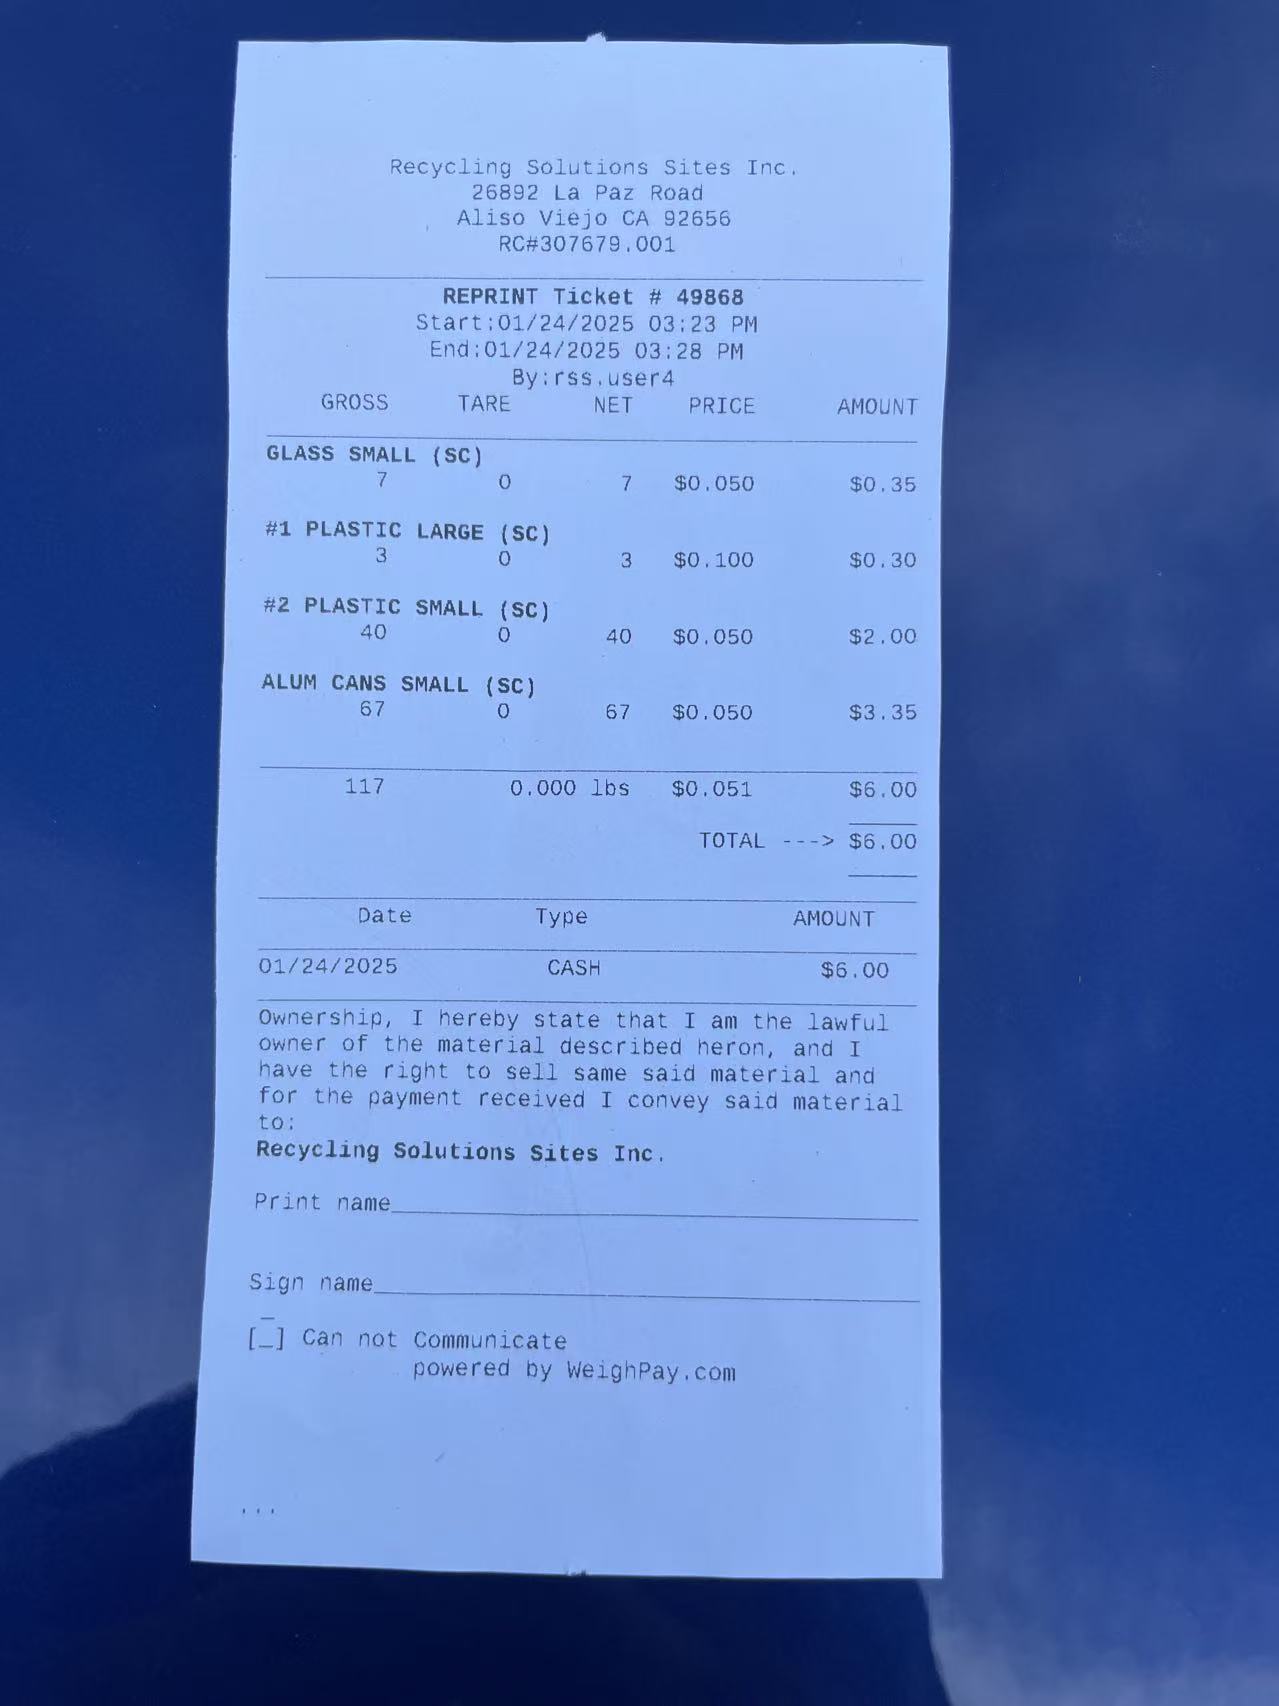 Recycling Solutions Sites Inc.
26892 La Paz Road
Aliso Viejo CA 92656
RC#307679.001
REPRINT Ticket # 49868
Start:01/24/2025 03:23 PM
End:01/24/2025 03:28 PM
By:rss.user4
GROSS TARE NET PRICE AMOUNT
GLASS SMALL (SC)
7 0 7 $0.050 $0.35
#1 PLASTIC LARGE (SC)
3 0 3 $0.100 $0.30
#2 PLASTIC SMALL (SC)
40 0 40 $0.050 $2.00
ALUM CANS SMALL (SC)
67 0 67 $0.050 $3.35
117 0.000 lbs $0.051 $6.00
TOTAL ---> $6.00
Date Type AMOUNT
01/24/2025 CASH $6.00
Ownership, I hereby state that I am the lawful
owner of the material described heron, and I
have the right to sell same said material and
for the payment received I convey said material
to:
Recycling Solutions Sites Inc.
Print name
Sign name
[_] Can not Communicate
powered by WeighPay.com
...